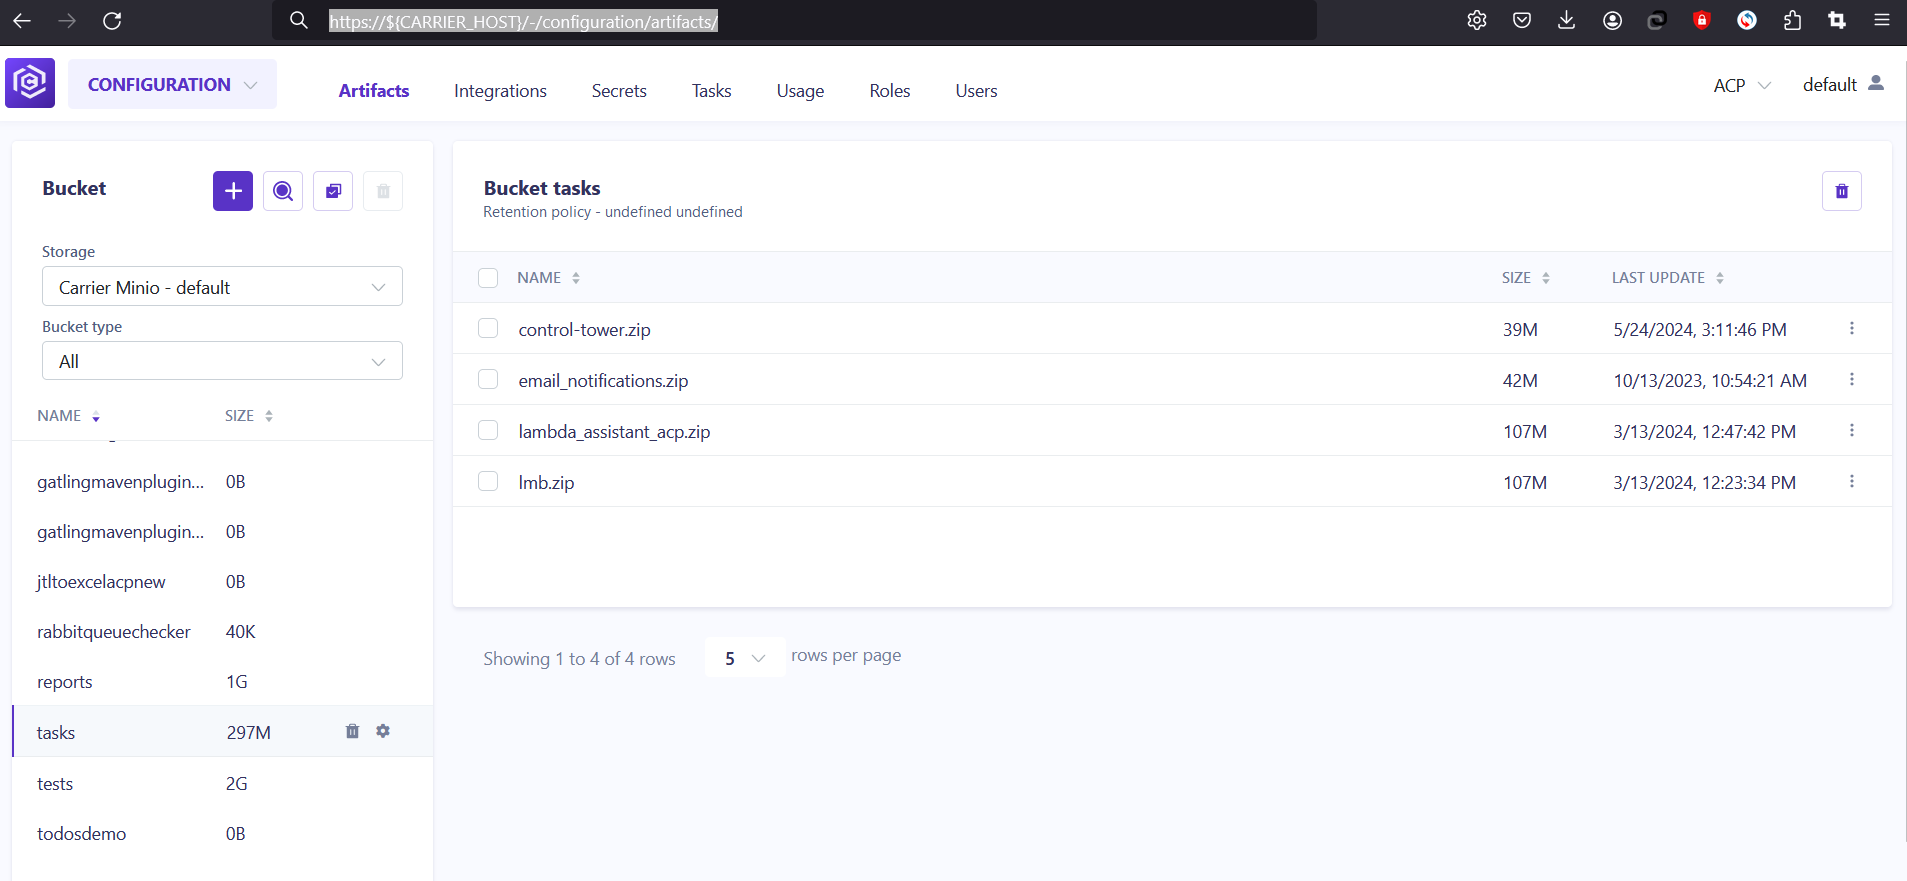 https://${CARRIER_HOST}/-/configuration/artifacts/
CONFIGURATION
Artifacts
Integrations
Secrets
Tasks
Usage
Roles
Users
ACP
default
Bucket
Storage
Carrier Minio - default
Bucket type
All
NAME SIZE
gatlingmavenplugin... 0B
gatlingmavenplugin... 0B
jtltoexcelacpnew 0B
rabbitqueuechecker 40K
reports 1G
tasks 297M
tests 2G
todosdemo 0B
Bucket tasks
Retention policy - undefined undefined
NAME SIZE LAST UPDATE
control-tower.zip 39M 5/24/2024, 3:11:46 PM
email_notifications.zip 42M 10/13/2023, 10:54:21 AM
lambda_assistant_acp.zip 107M 3/13/2024, 12:47:42 PM
lmb.zip 107M 3/13/2024, 12:23:34 PM
Showing 1 to 4 of 4 rows 5 rows per page